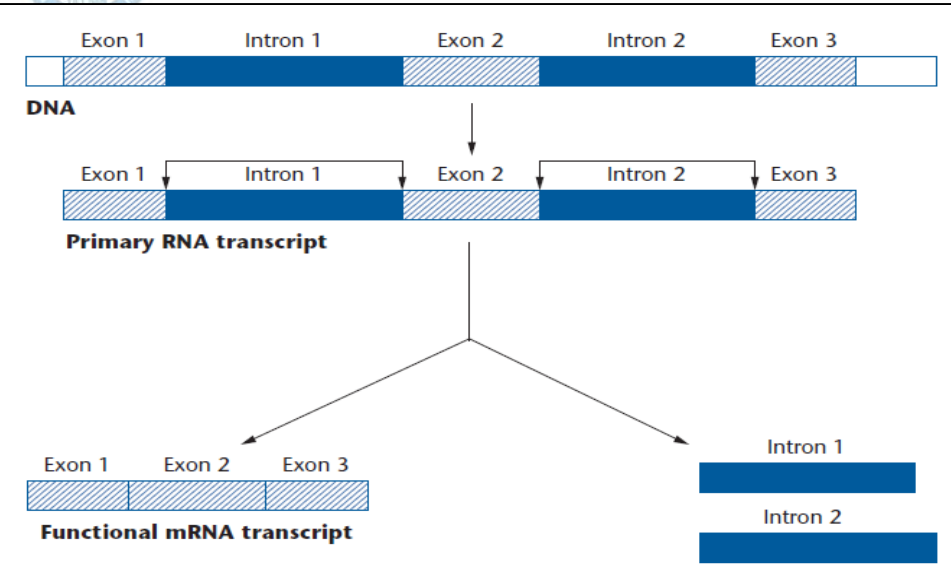 Exon 1 Intron 1 Exon 2 Intron 2 Exon 3
DNA
Exon 1 Intron 1 Exon 2 Intron 2 Exon 3
Primary RNA transcript
Intron 1
Exon 1 Exon 2 Exon 3
Intron 2
Functional mRNA transcript